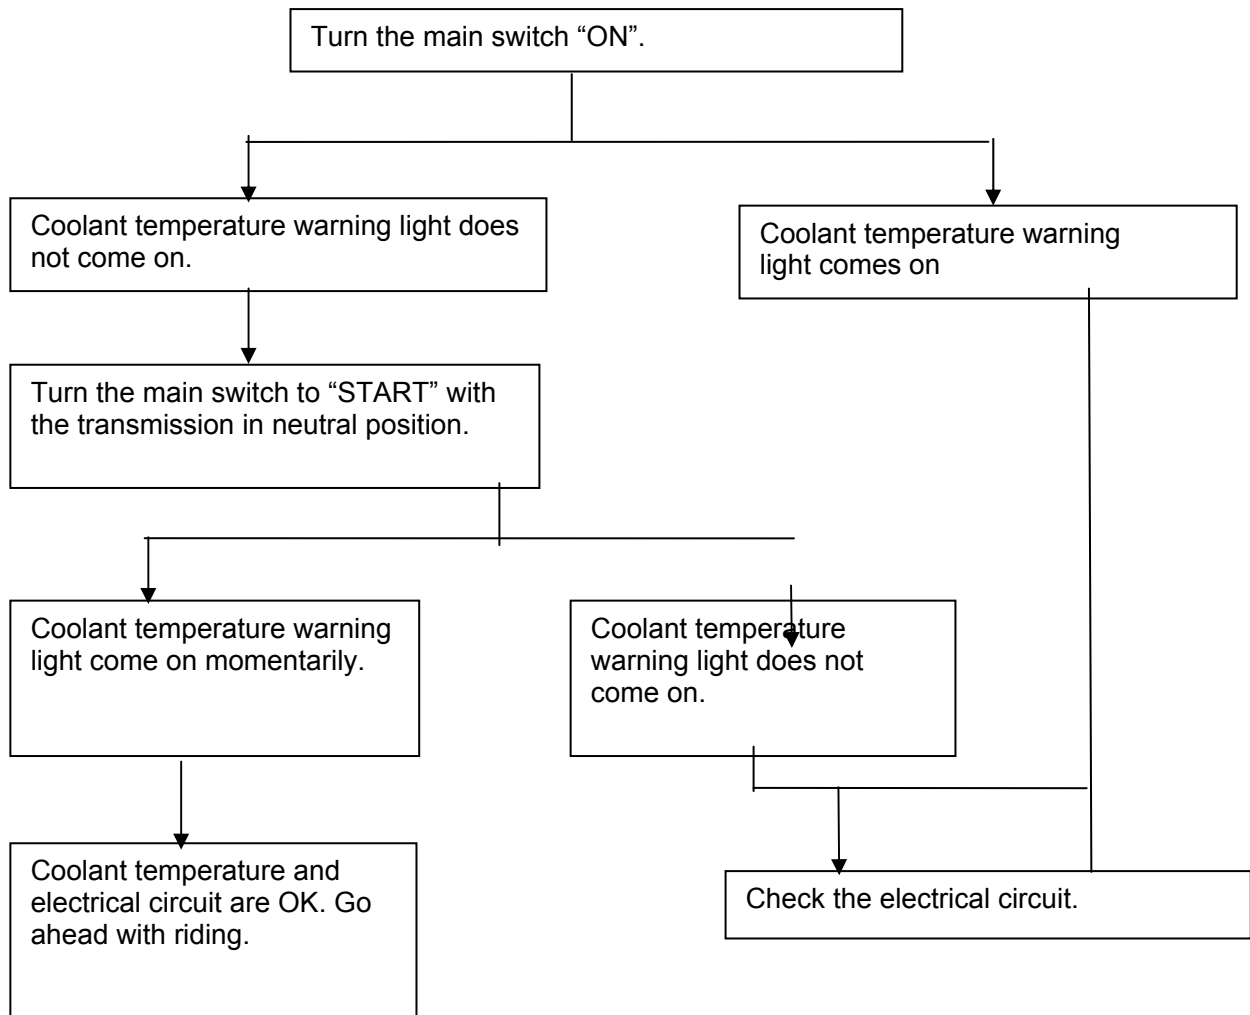 Turn the main switch “ON”.
Coolant temperature warning light does
not come on.
Coolant temperature warning
light comes on
Turn the main switch to “START” with
the transmission in neutral position.
Coolant temperature warning
light come on momentarily.
Coolant temperature
warning light does not
come on.
Coolant temperature and
electrical circuit are OK. Go
ahead with riding.
Check the electrical circuit.